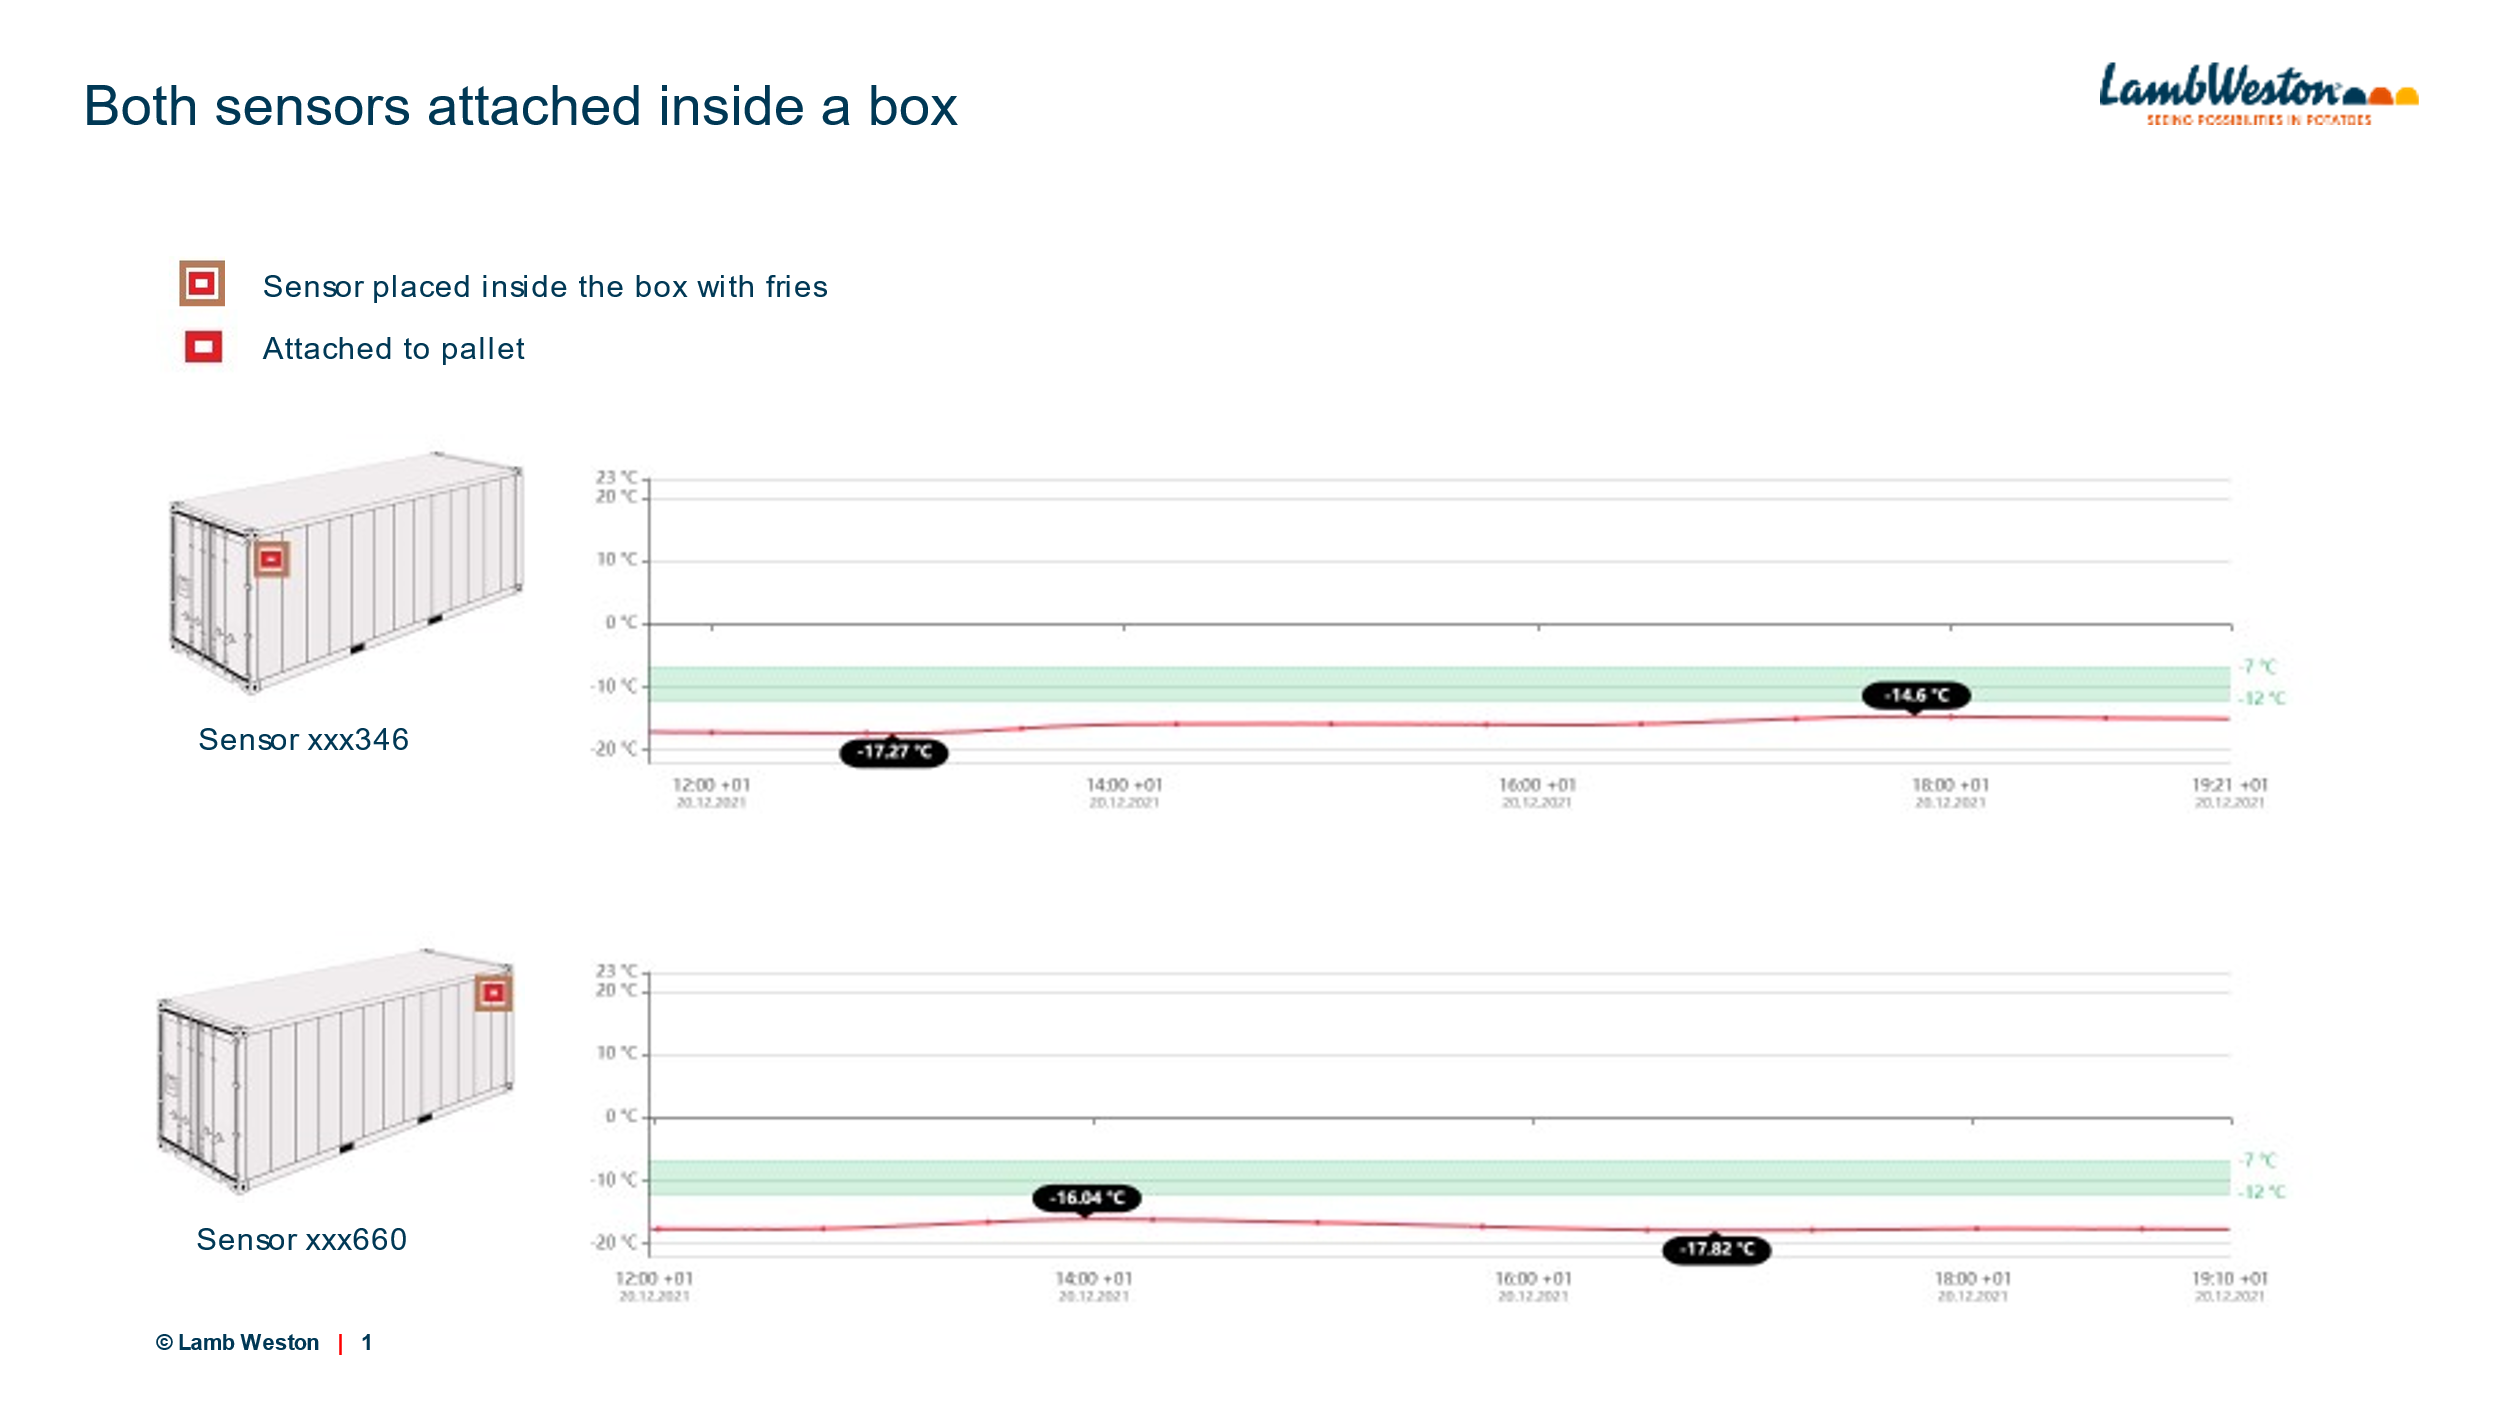 Both sensors attached inside a box
LambWeston
SEEING POSSIBILITIES IN POTATOES
Sensor placed inside the box with fries
Attached to pallet
23 °C
20 °C
10 °C
0 °C
-7 °C
-10 °C
-14.6 °C
-12 °C
Sensor xxx346
-20 °C
-17.27 °C
12:00 +01
20.12.2021
14:00 +01
20.12.2021
16:00 +01
20.12.2021
18:00 +01
20.12.2021
19:21 +01
20.12.2021
23 °C
20 °C
10 °C
0 °C
-7 °C
-10 °C
-16.04 °C
-12 °C
Sensor xxx660
-20 °C
-17.82 °C
12:00 +01
20.12.2021
14:00 +01
20.12.2021
16:00 +01
20.12.2021
18:00 +01
20.12.2021
19:10 +01
20.12.2021
© Lamb Weston | 1